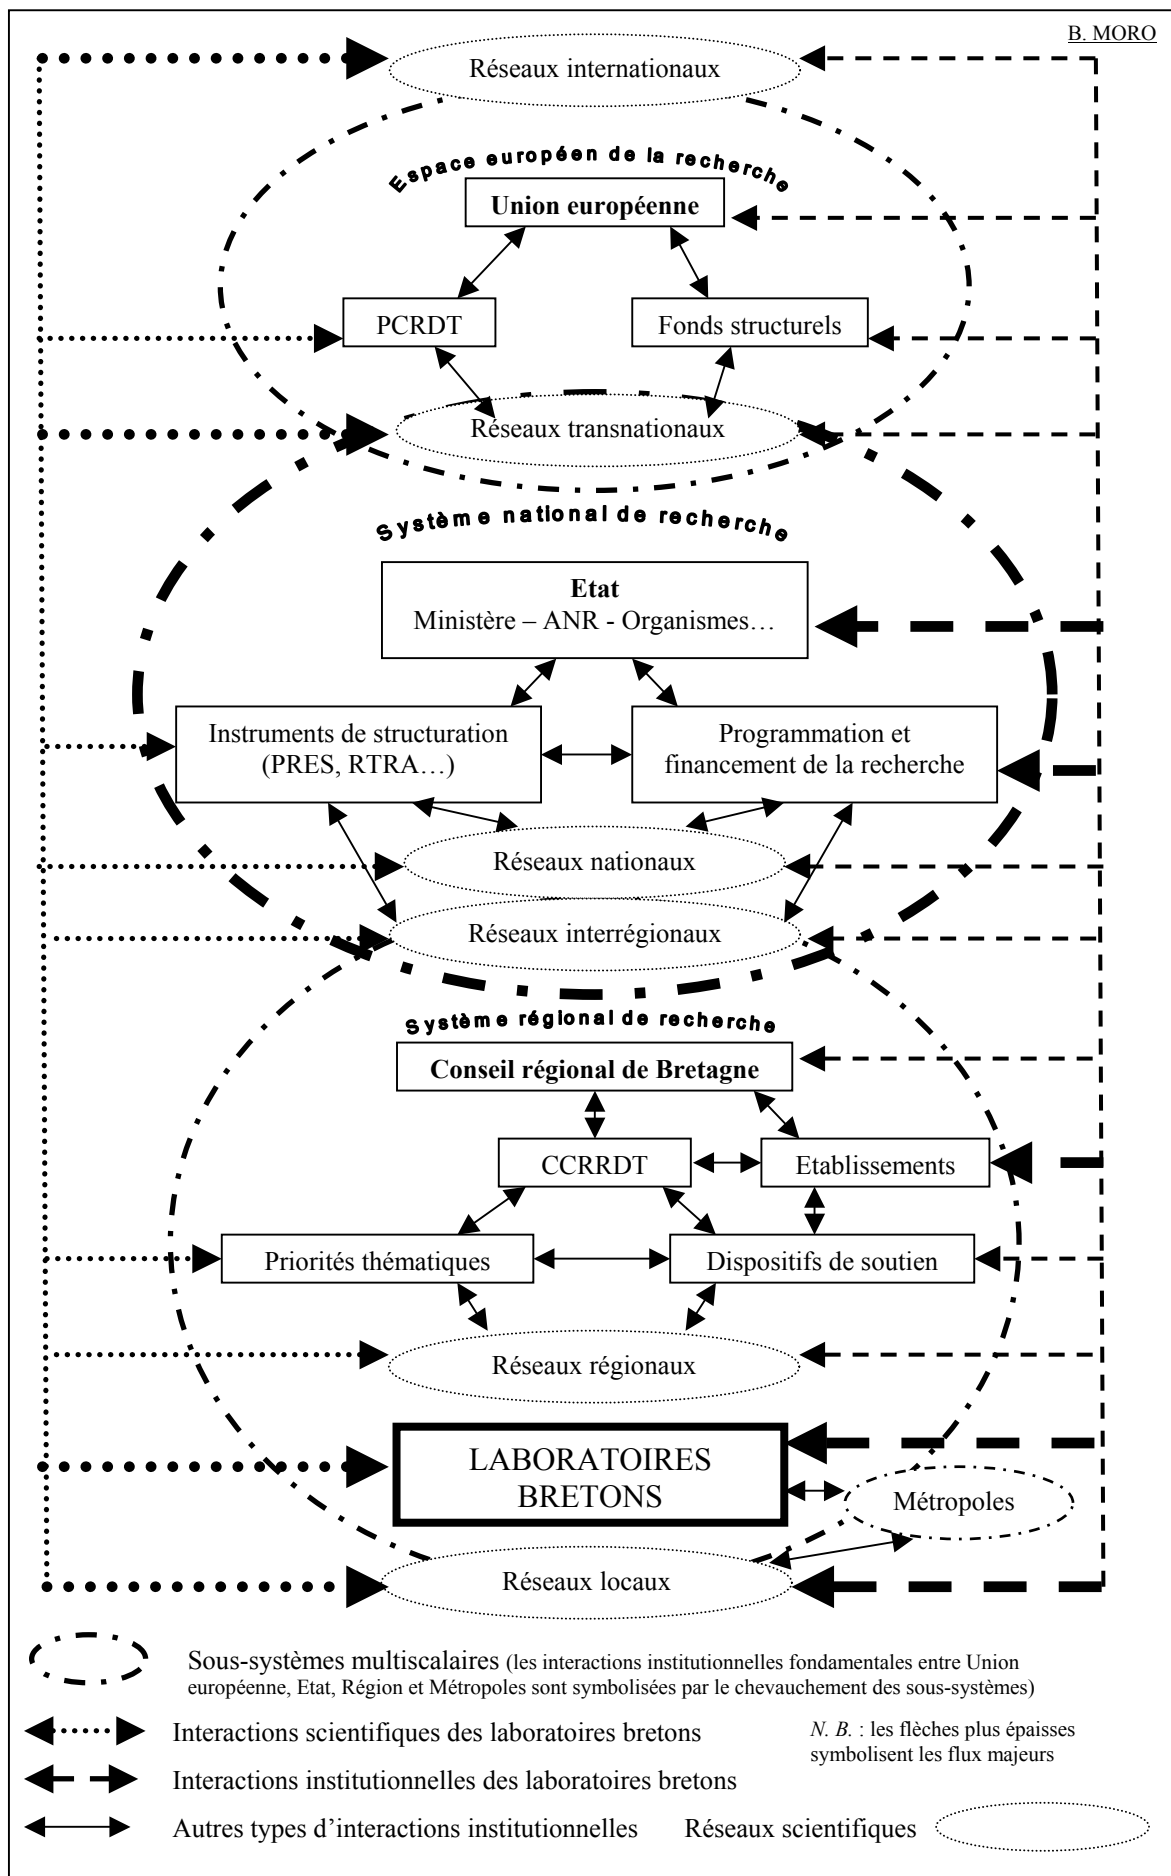 B. MORO
Réseaux internationaux
Espace européen de la recherche
Union européenne
PCRDT
Fonds structurels
Réseaux transnationaux
Système national de recherche
Etat
Ministère – ANR - Organismes…
Instruments de structuration
(PRES, RTRA…)
Programmation et
financement de la recherche
Réseaux nationaux
Réseaux interrégionaux
Système régional de recherche
Conseil régional de Bretagne
CCRRDT
Etablissements
Priorités thématiques
Dispositifs de soutien
Réseaux régionaux
LABORATOIRES
BRETONS
Métropoles
Réseaux locaux
Sous-systèmes multiscalaires (les interactions institutionnelles fondamentales entre Union
européenne, Etat, Région et Métropoles sont symbolisées par le chevauchement des sous-systèmes)
Interactions scientifiques des laboratoires bretons
N. B. : les flèches plus épaisses
symbolisent les flux majeurs
Interactions institutionnelles des laboratoires bretons
Autres types d’interactions institutionnelles
Réseaux scientifiques